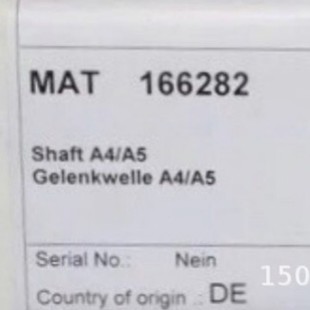 MAT 166282
Shaft A4/A5
Gelenkwelle A4/A5
Serial No.: Nein
150
Country of origin .: DE